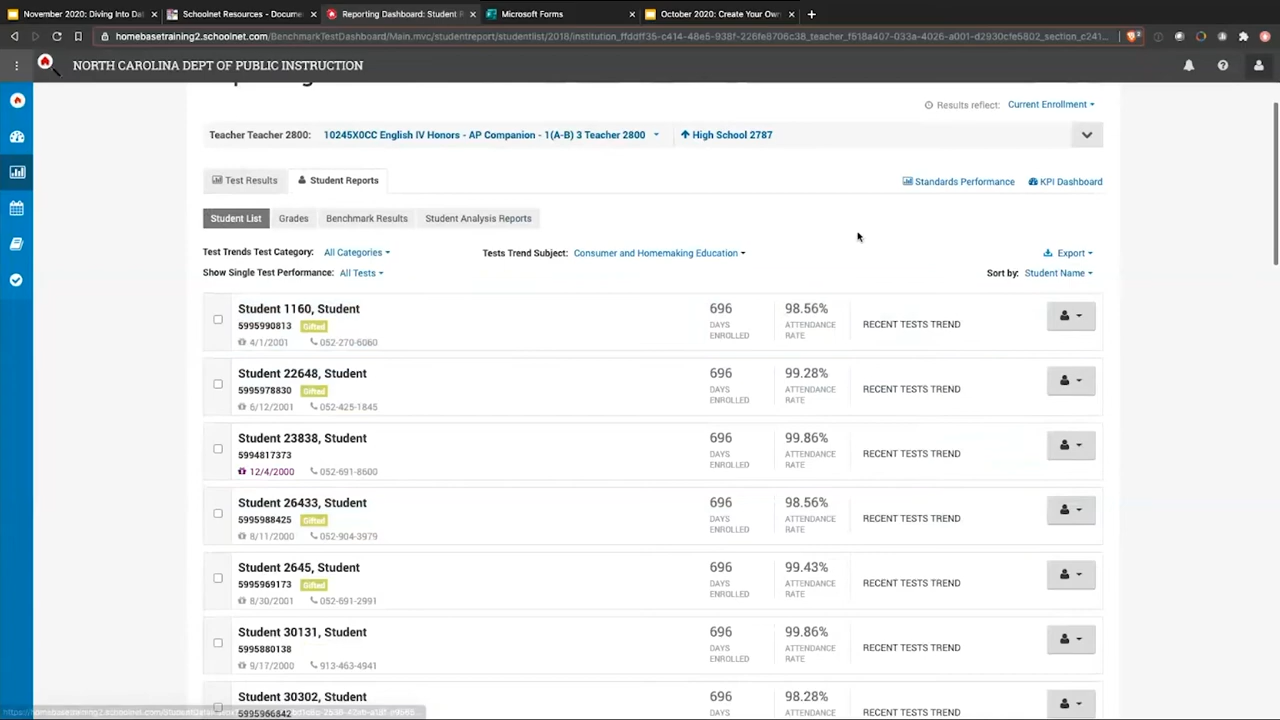 November 2020: Diving Into Dat
Schoolnet Resources - Docume
Reporting Dashboard: Student R
Microsoft Forms
October 2020: Create Your Own
homebasetraining2.schoolnet.com/BenchmarkTestDashboard/Main.mvc/studentreport/studentlist/2018/institution_ffddff35-c414-48e5-938f-226fe8706c38_teacher_f518a407-033a-4026-a001-d2930cfe5802_section_c241...
NORTH CAROLINA DEPT OF PUBLIC INSTRUCTION
Results reflect: Current Enrollment
Teacher Teacher 2800: 10245X0CC English IV Honors - AP Companion - 1(A-B) 3 Teacher 2800 High School 2787
Test Results Student Reports Standards Performance KPI Dashboard
Student List Grades Benchmark Results Student Analysis Reports
Test Trends Test Category: All Categories Tests Trend Subject: Consumer and Homemaking Education Export
Show Single Test Performance: All Tests Sort by: Student Name
Student 1160, Student 696 98.56%
5995990813 Gifted DAYS ATTENDANCE RECENT TESTS TREND
4/1/2001 052-270-6060 ENROLLED RATE
Student 22648, Student 696 99.28%
5995978830 Gifted DAYS ATTENDANCE RECENT TESTS TREND
6/12/2001 052-425-1845 ENROLLED RATE
Student 23838, Student 696 99.86%
5994817373 DAYS ATTENDANCE RECENT TESTS TREND
12/4/2000 052-691-8600 ENROLLED RATE
Student 26433, Student 696 98.56%
5995988425 Gifted DAYS ATTENDANCE RECENT TESTS TREND
8/11/2000 052-904-3979 ENROLLED RATE
Student 2645, Student 696 99.43%
5995969173 Gifted DAYS ATTENDANCE RECENT TESTS TREND
8/30/2001 052-691-2991 ENROLLED RATE
Student 30131, Student 696 99.86%
5995880138 DAYS ATTENDANCE RECENT TESTS TREND
9/17/2000 913-463-4941 ENROLLED RATE
Student 30302, Student 696 98.28%
5995966842 DAYS ATTENDANCE RECENT TESTS TREND